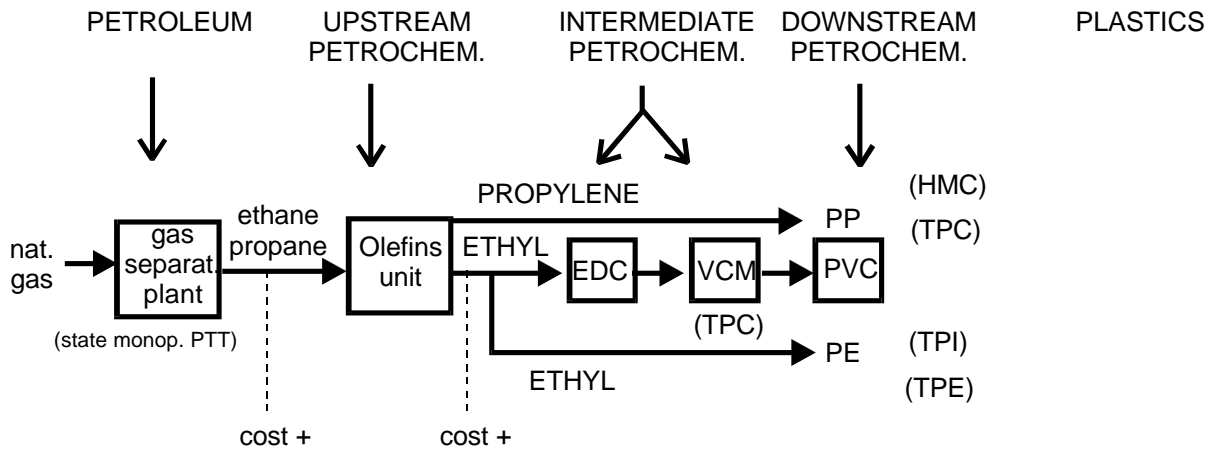 PETROLEUM
UPSTREAM
PETROCHEM.
INTERMEDIATE
PETROCHEM.
DOWNSTREAM
PETROCHEM.
PLASTICS
PROPYLENE
(HMC)
PP
(TPC)
nat.
gas
gas
separat.
plant
ethane
propane
Olefins
unit
ETHYL
EDC
VCM
PVC
(TPC)
(state monop. PTT)
PE
(TPI)
ETHYL
(TPE)
cost +
cost +